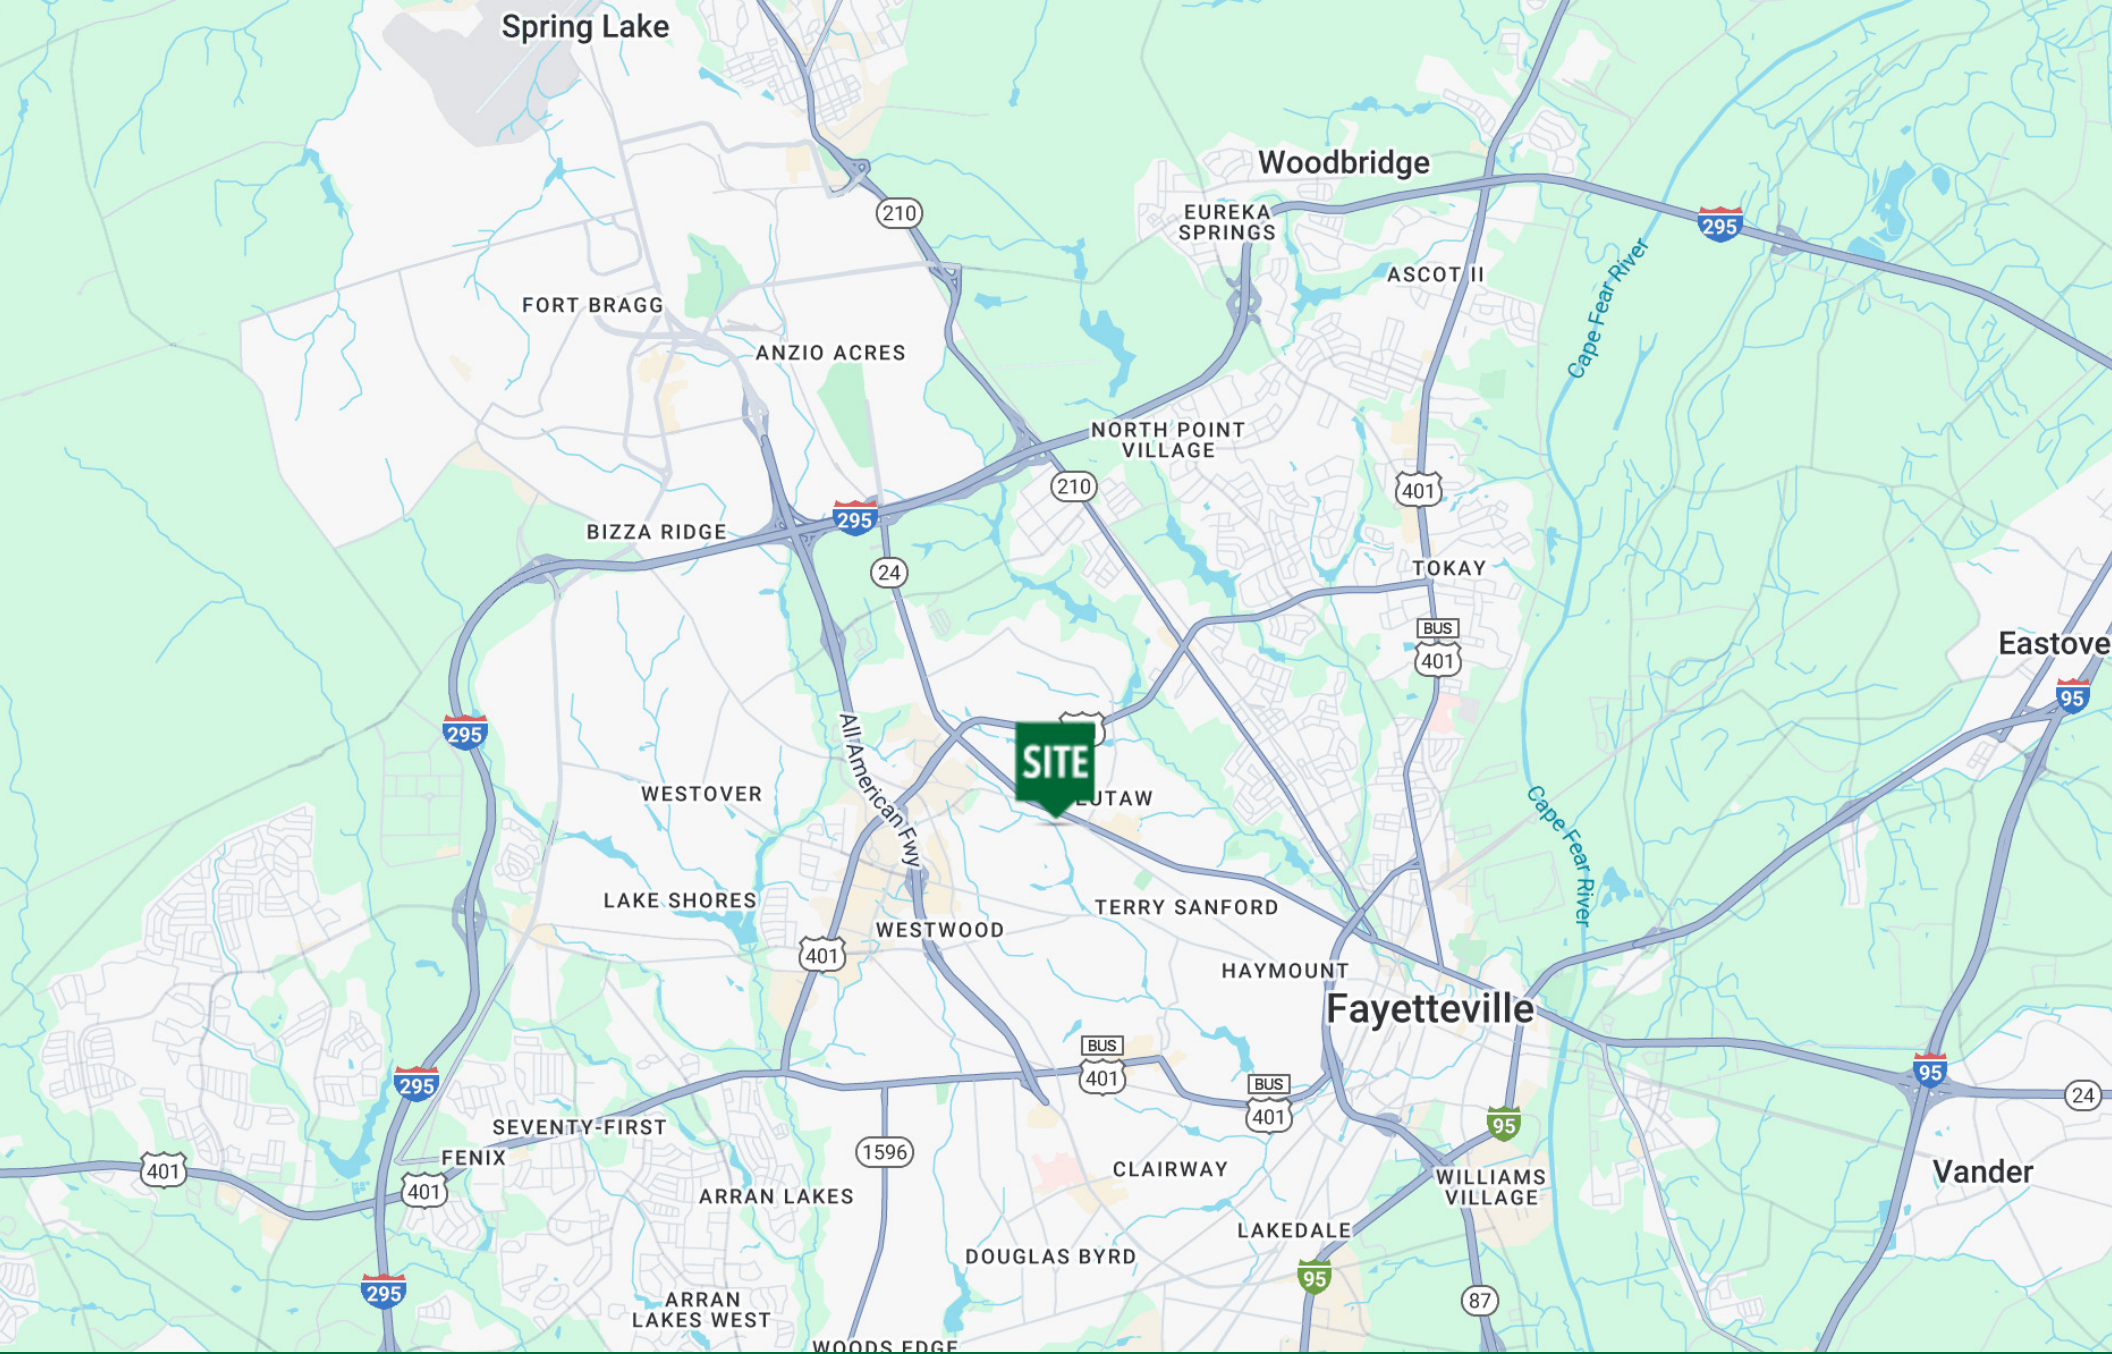 Spring Lake
Woodbridge
210
EUREKA
SPRINGS
295
ASCOT II
Cape Fear River
FORT BRAGG
ANZIO ACRES
NORTH POINT
VILLAGE
210
401
295
BIZZA RIDGE
24
TOKAY
BUS
401
Eastove
95
295
All American Fwy
SITE
EUTAW
WESTOVER
Cape Fear River
LAKE SHORES
TERRY SANFORD
WESTWOOD
401
HAYMOUNT
Fayetteville
BUS
401
BUS
401
295
95
24
SEVENTY-FIRST
95
FENIX
1596
401
401
CLAIRWAY
WILLIAMS
VILLAGE
Vander
ARRAN LAKES
LAKEDALE
DOUGLAS BYRD
95
295
87
ARRAN
LAKES WEST
WOODS EDGE